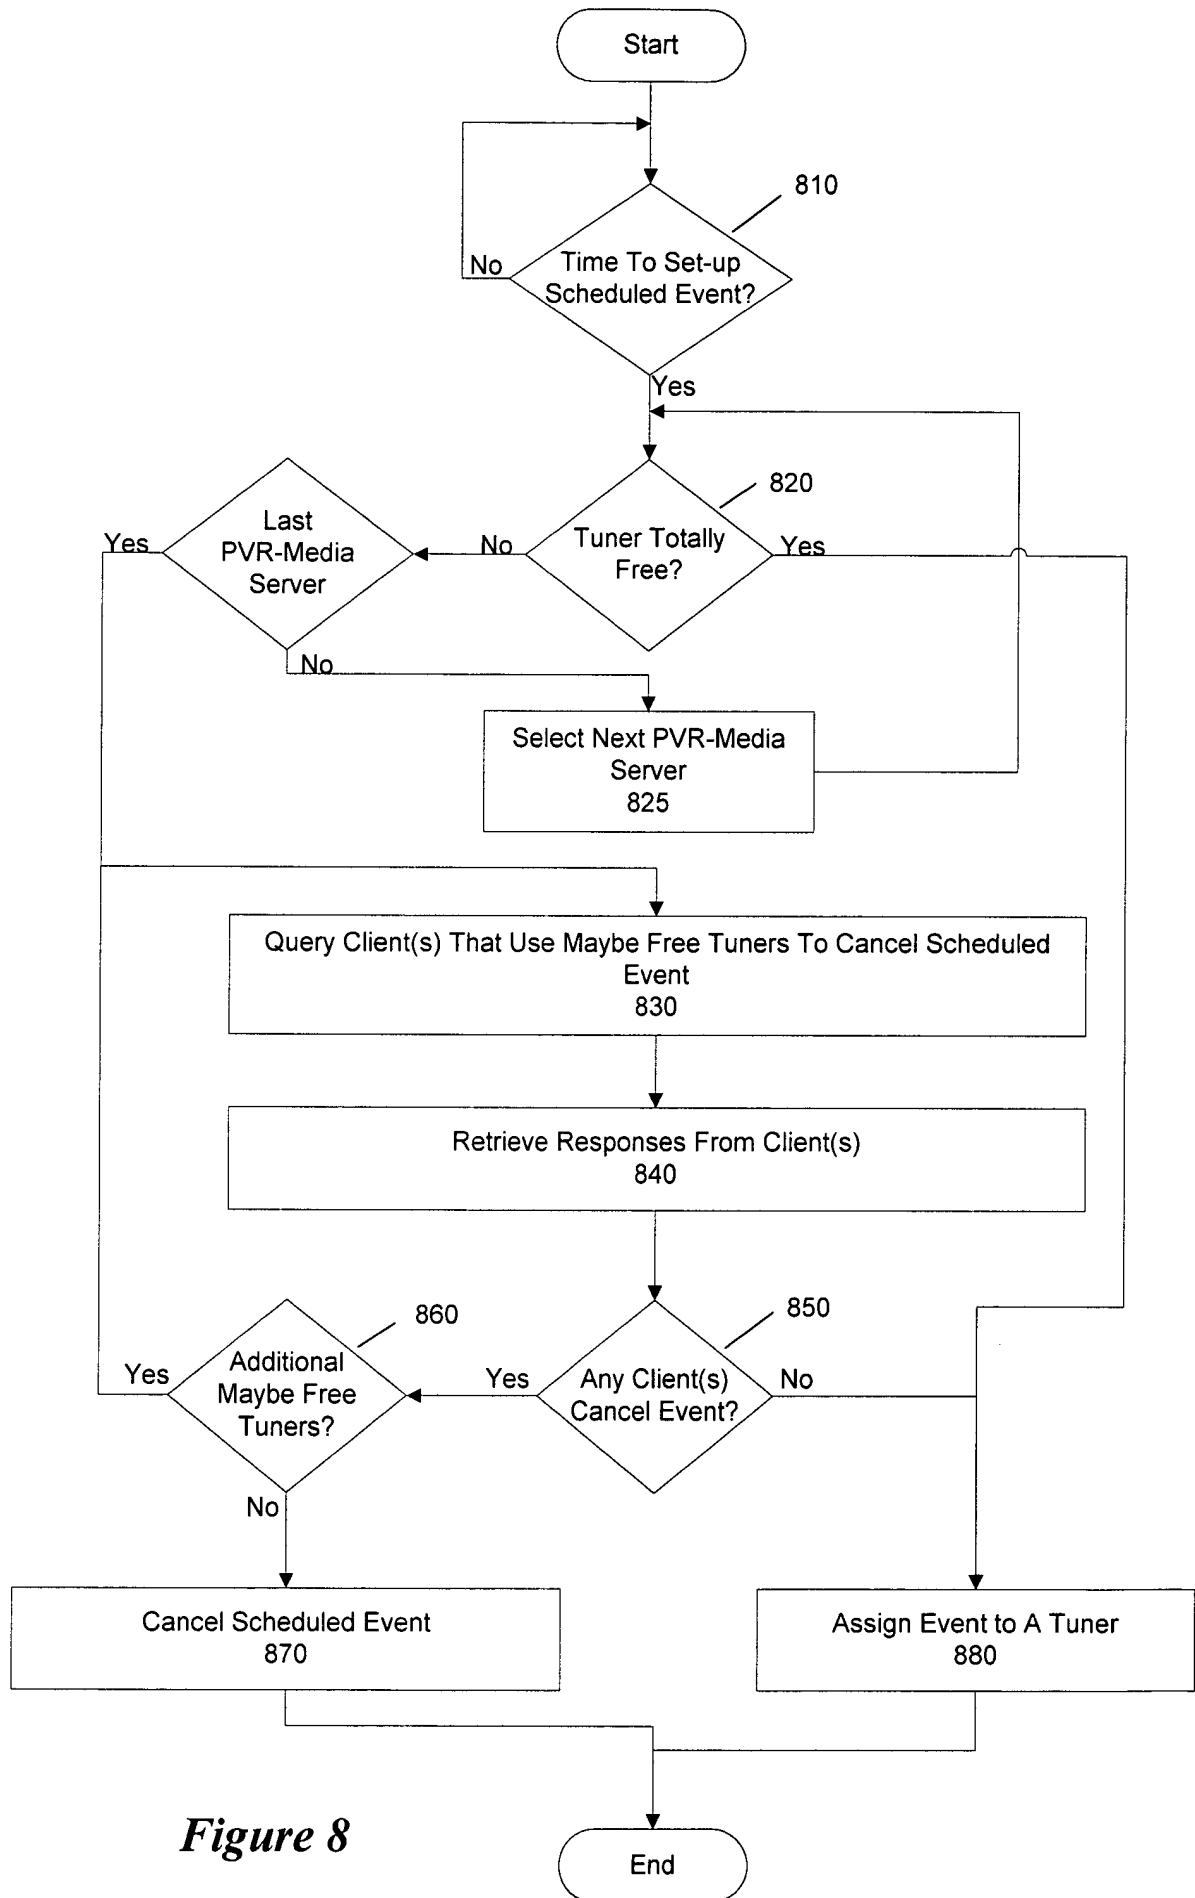 Start
810
Time To Set-up
Scheduled Event?
No
Yes
820
Tuner Totally
Free?
No
Yes
Last
PVR-Media
Server
Yes
No
Select Next PVR-Media
Server
825
Query Client(s) That Use Maybe Free Tuners To Cancel Scheduled
Event
830
Retrieve Responses From Client(s)
840
850
Any Client(s)
Cancel Event?
Yes
No
860
Additional
Maybe Free
Tuners?
Yes
No
Cancel Scheduled Event
870
Assign Event to A Tuner
880
Figure 8
End